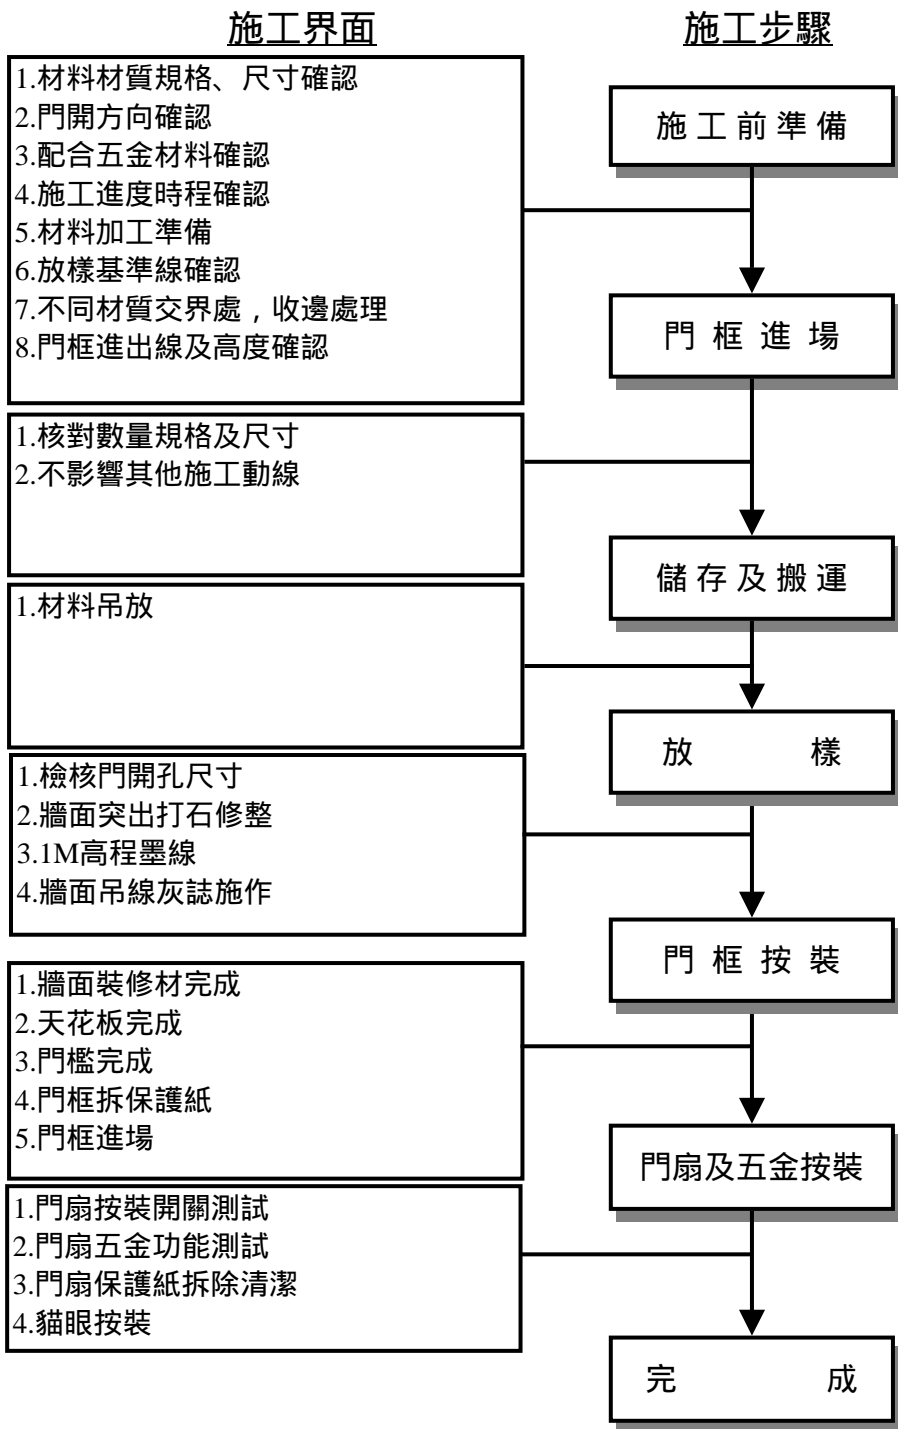 施工界面
施工步驟
1.材料材質規格、尺寸確認
2.門開方向確認
3.配合五金材料確認
4.施工進度時程確認
5.材料加工準備
6.放樣基準線確認
7.不同材質交界處，收邊處理
8.門框進出線及高度確認
施工前準備
門框進場
1.核對數量規格及尺寸
2.不影響其他施工動線
儲存及搬運
1.材料吊放
放樣
1.檢核門開孔尺寸
2.牆面突出打石修整
3.1M高程墨線
4.牆面吊線灰誌施作
門框按裝
1.牆面裝修材完成
2.天花板完成
3.門檻完成
4.門框拆保護紙
5.門框進場
門扇及五金按裝
1.門扇按裝開關測試
2.門扇五金功能測試
3.門扇保護紙拆除清潔
4.貓眼按裝
完成